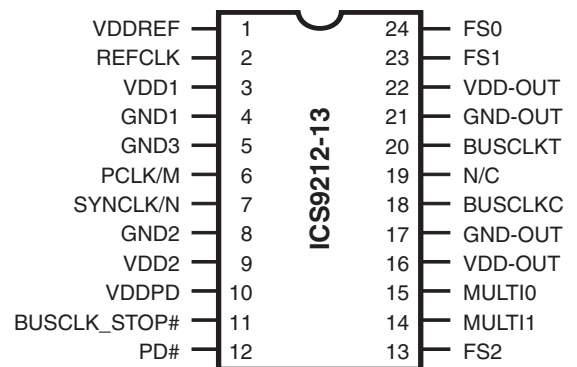 VDDREF 1 24 FS0
REFCLK 2 23 FS1
VDD1 3 22 VDD-OUT
GND1 4 21 GND-OUT
GND3 5 20 BUSCLKT
PCLK/M 6 19 N/C
SYNCLK/N 7 18 BUSCLKC
GND2 8 17 GND-OUT
VDD2 9 16 VDD-OUT
VDDPD 10 15 MULTI0
BUSCLK_STOP# 11 14 MULTI1
PD# 12 13 FS2
ICS9212-13